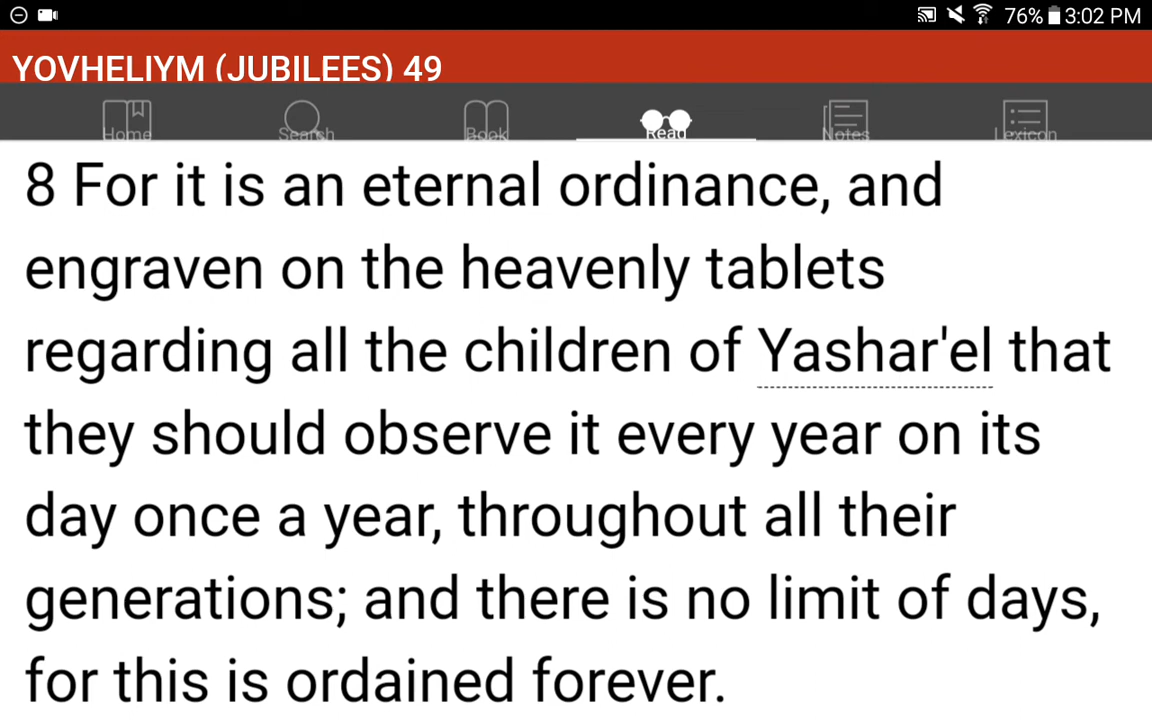 76% 3:02 PM
YOVHELIYM (JUBILEES) 49
Home Search Book Read Notes Lexicon
8 For it is an eternal ordinance, and
engraven on the heavenly tablets
regarding all the children of Yashar'el that
they should observe it every year on its
day once a year, throughout all their
generations; and there is no limit of days,
for this is ordained forever.